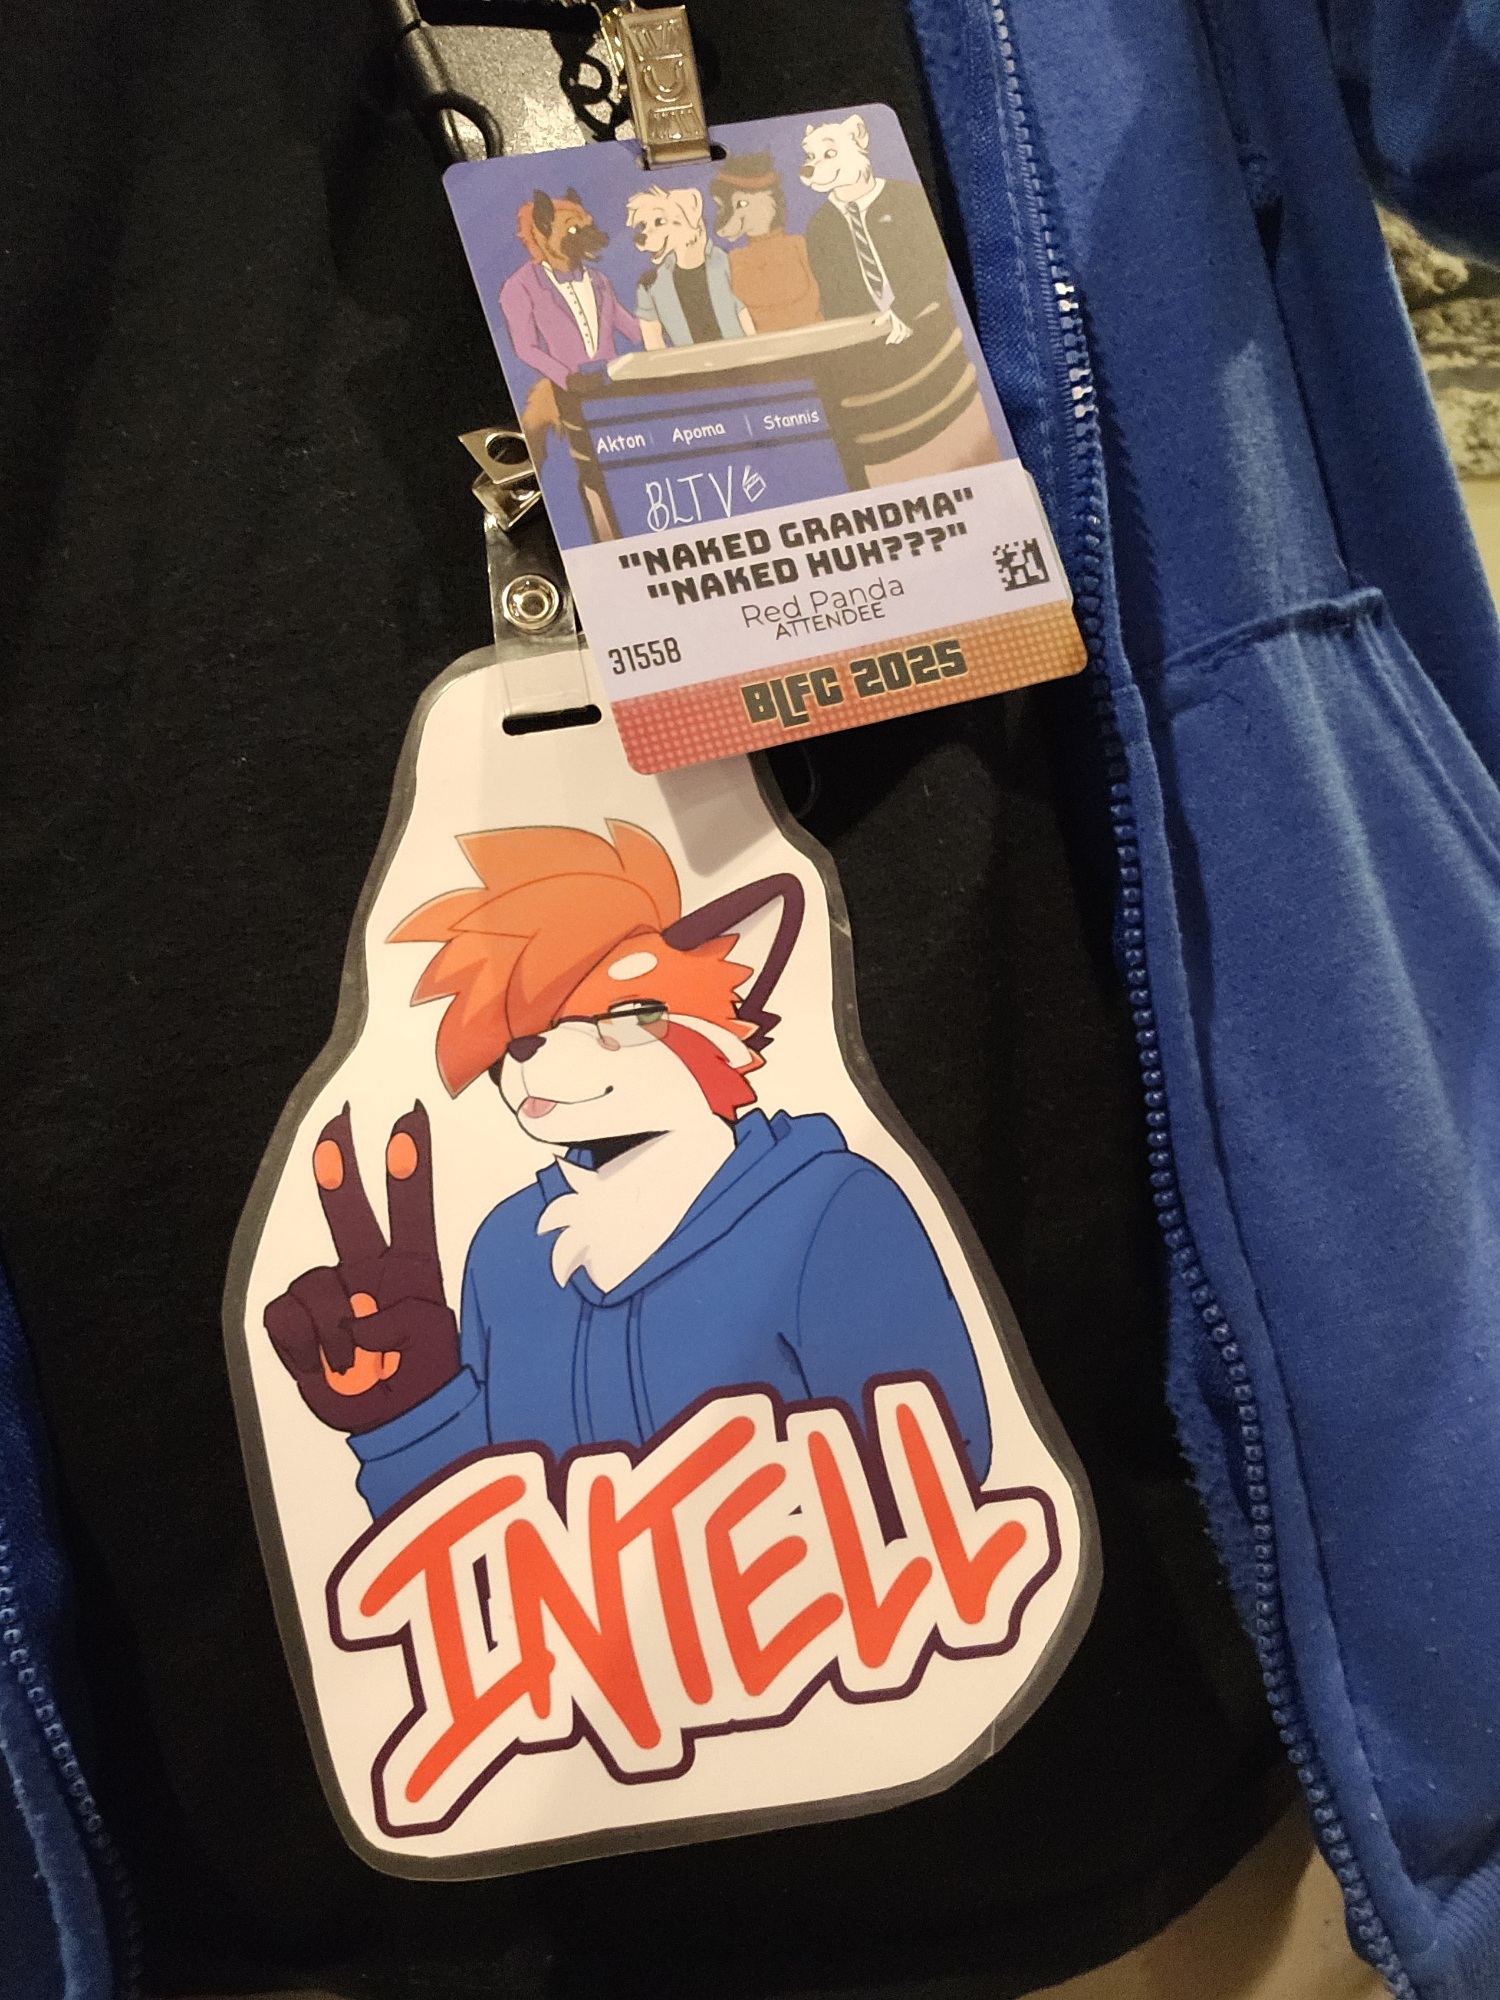 Akton | Apoma | Stannis
BLTV
"NAKED GRANDMA"
"NAKED HUH???"
Red Panda
ATTENDEE
31558
BLFC 2025
INTELL